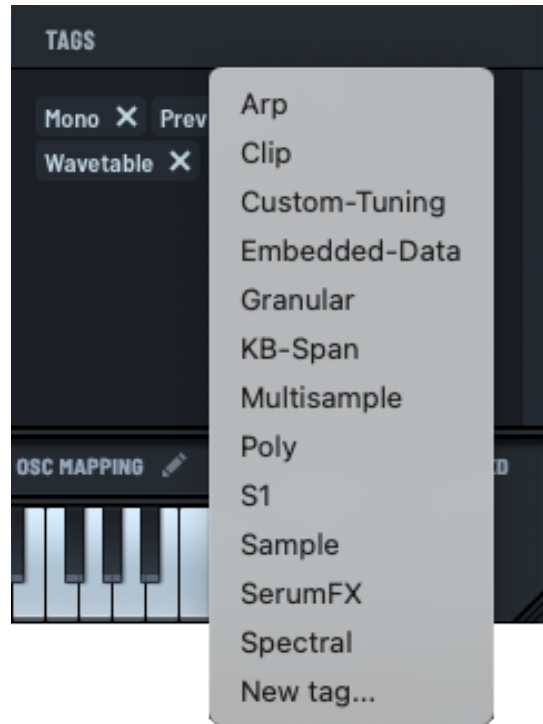 TAGS
Mono ✕ Prev
Wavetable ✕
Arp
Clip
Custom-Tuning
Embedded-Data
Granular
KB-Span
Multisample
Poly
S1
Sample
SerumFX
Spectral
New tag...
OSC MAPPING